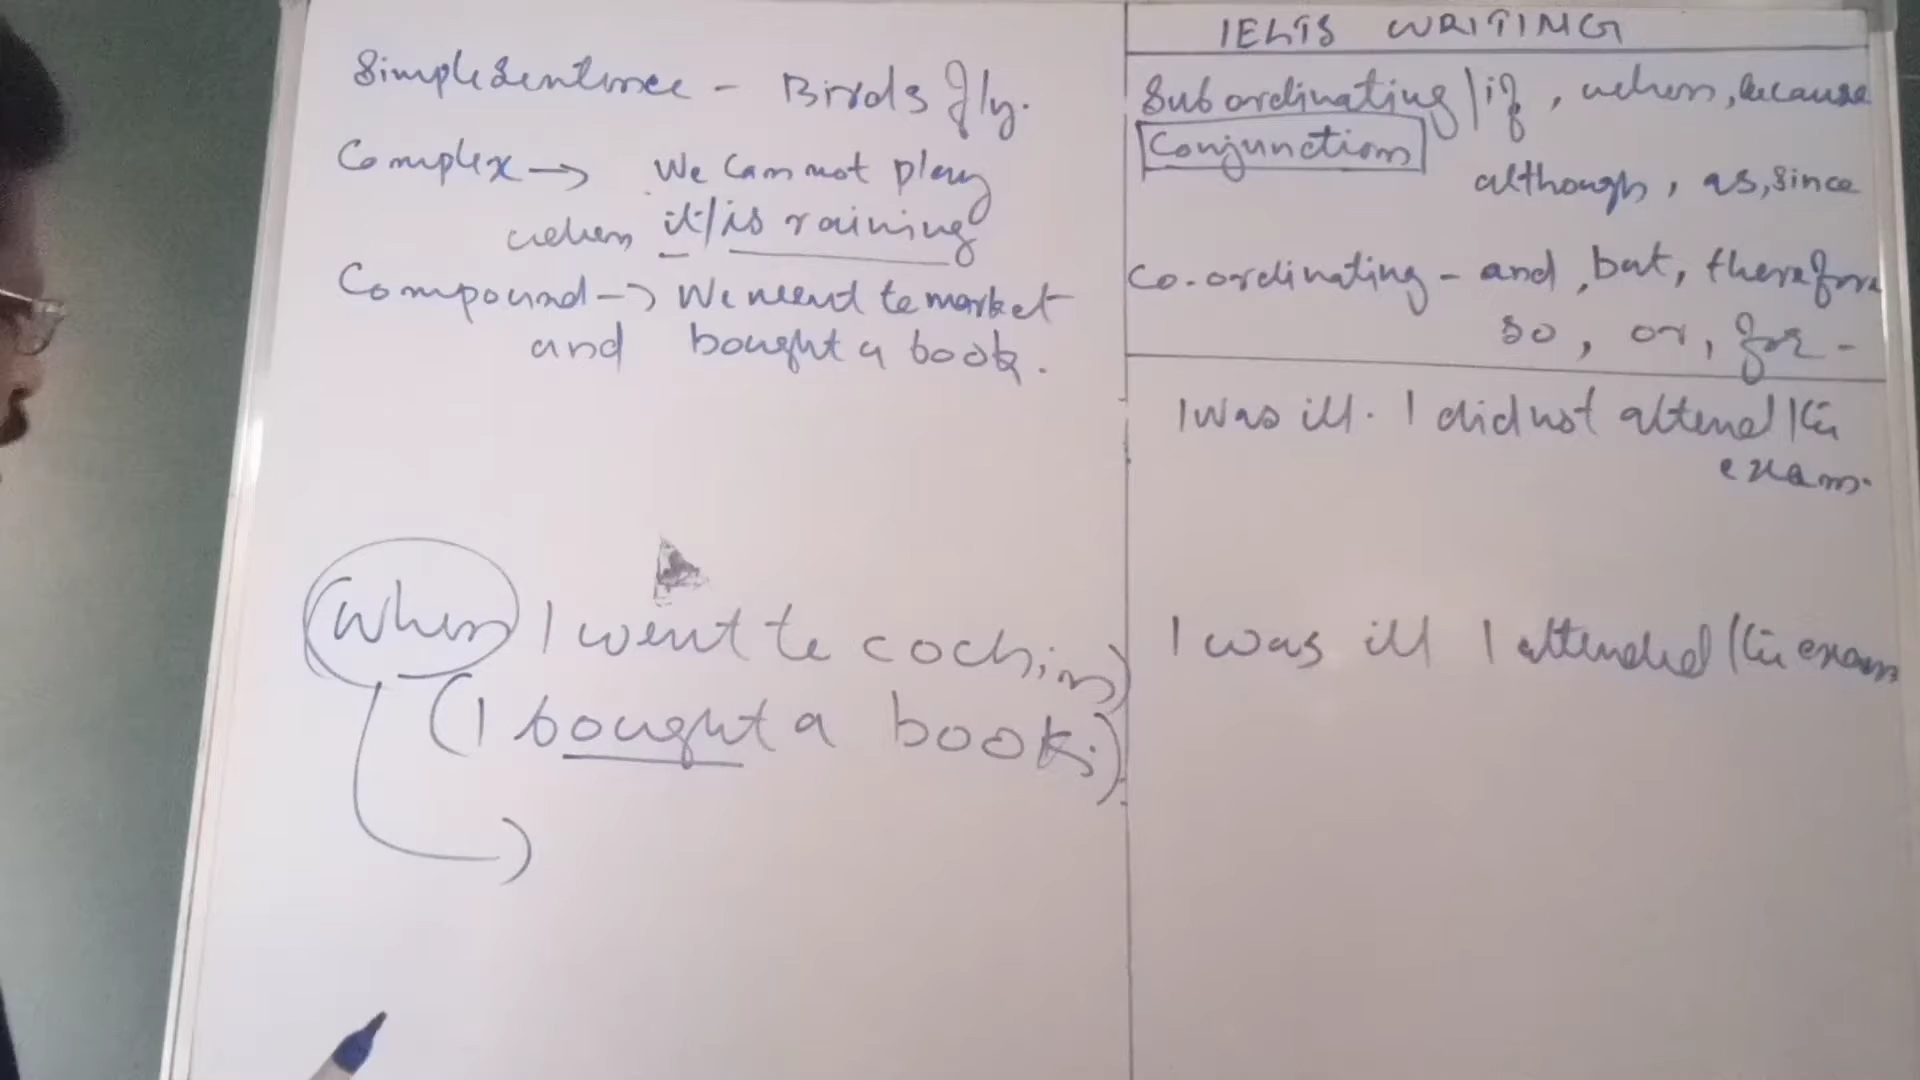 Simple Sentence - Birds fly.
Complex → We cannot play
when it/is raining
Compound → We went to market
and bought a book.
When I went to cochin)
(I bought a book.)
IELTS WRITING
Subordinating / if, when, because
Conjunction
although, as, since
Co-ordinating - and, but, therefore
so, or, for -
I was ill. I did not attend the
exam.
I was ill I attended the exam